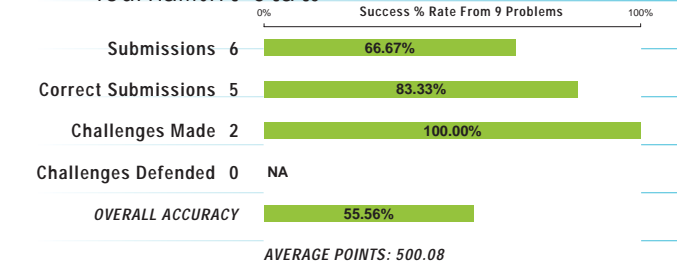 0% Success % Rate From 9 Problems 100%
Submissions 6 66.67%
Correct Submissions 5 83.33%
Challenges Made 2 100.00%
Challenges Defended 0 NA
OVERALL ACCURACY 55.56%
AVERAGE POINTS: 500.08